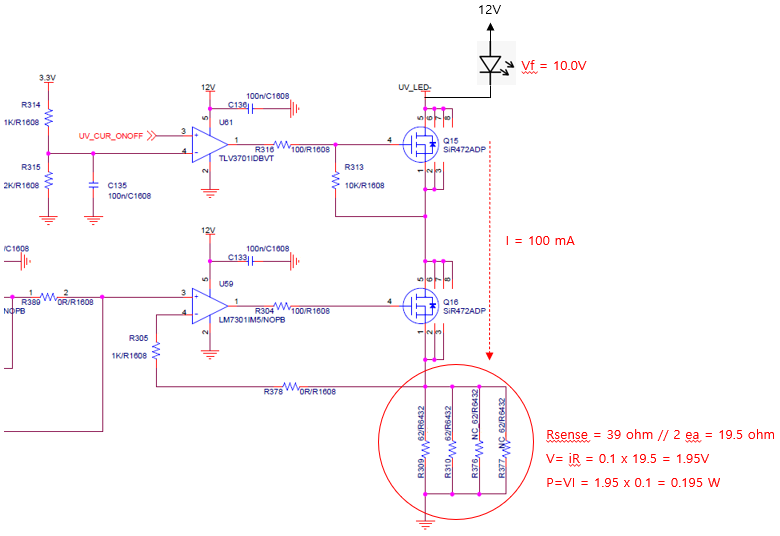 12V
Vf = 10.0V
3.3V
R314
1K/R1608
UV_CUR_ONOFF
R315
2K/R1608
C135
100n/C1608
12V
C136
100n/C1608
U61
5
3
4
+
-
1
2
TLV3701IDBVT
R316
100/R1608
R313
10K/R1608
UV_LED-
5
6
7
8
4
Q15
SiR472ADP
1
2
3
I = 100 mA
/C1608
12V
C133
100n/C1608
U59
5
1
2
R389
0R/R1608
NOPB
3
4
+
-
1
2
LM7301IM5/NOPB
R304
100/R1608
5
6
7
8
4
Q16
SiR472ADP
1
2
3
R305
1K/R1608
R378
0R/R1608
R309
62/R6432
R310
62/R6432
R376
NC_62/R6432
R377
NC_62/R6432
Rsense = 39 ohm // 2 ea = 19.5 ohm
V= iR = 0.1 x 19.5 = 1.95V
P=VI = 1.95 x 0.1 = 0.195 W